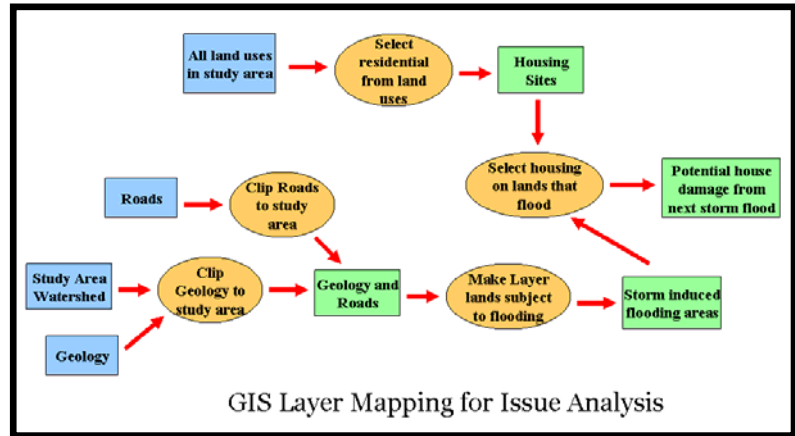 All land uses
in study area
Select
residential
from land
uses
Housing
Sites
Select housing
on lands that
flood
Potential house
damage from
next storm flood
Roads
Clip Roads
to study
area
Study Area
Watershed
Clip
Geology to
study area
Geology and
Roads
Make Layer
lands subject
to flooding
Storm induced
flooding areas
Geology
GIS Layer Mapping for Issue Analysis